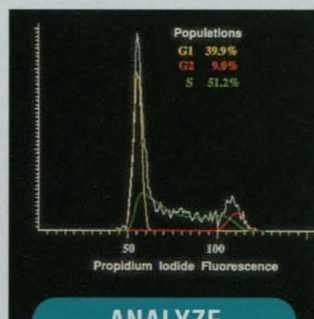 Populations
G1 39.9%
G2 9.0%
S 51.2%
50 100
Propidium Iodide Fluorescence
ANALYZE